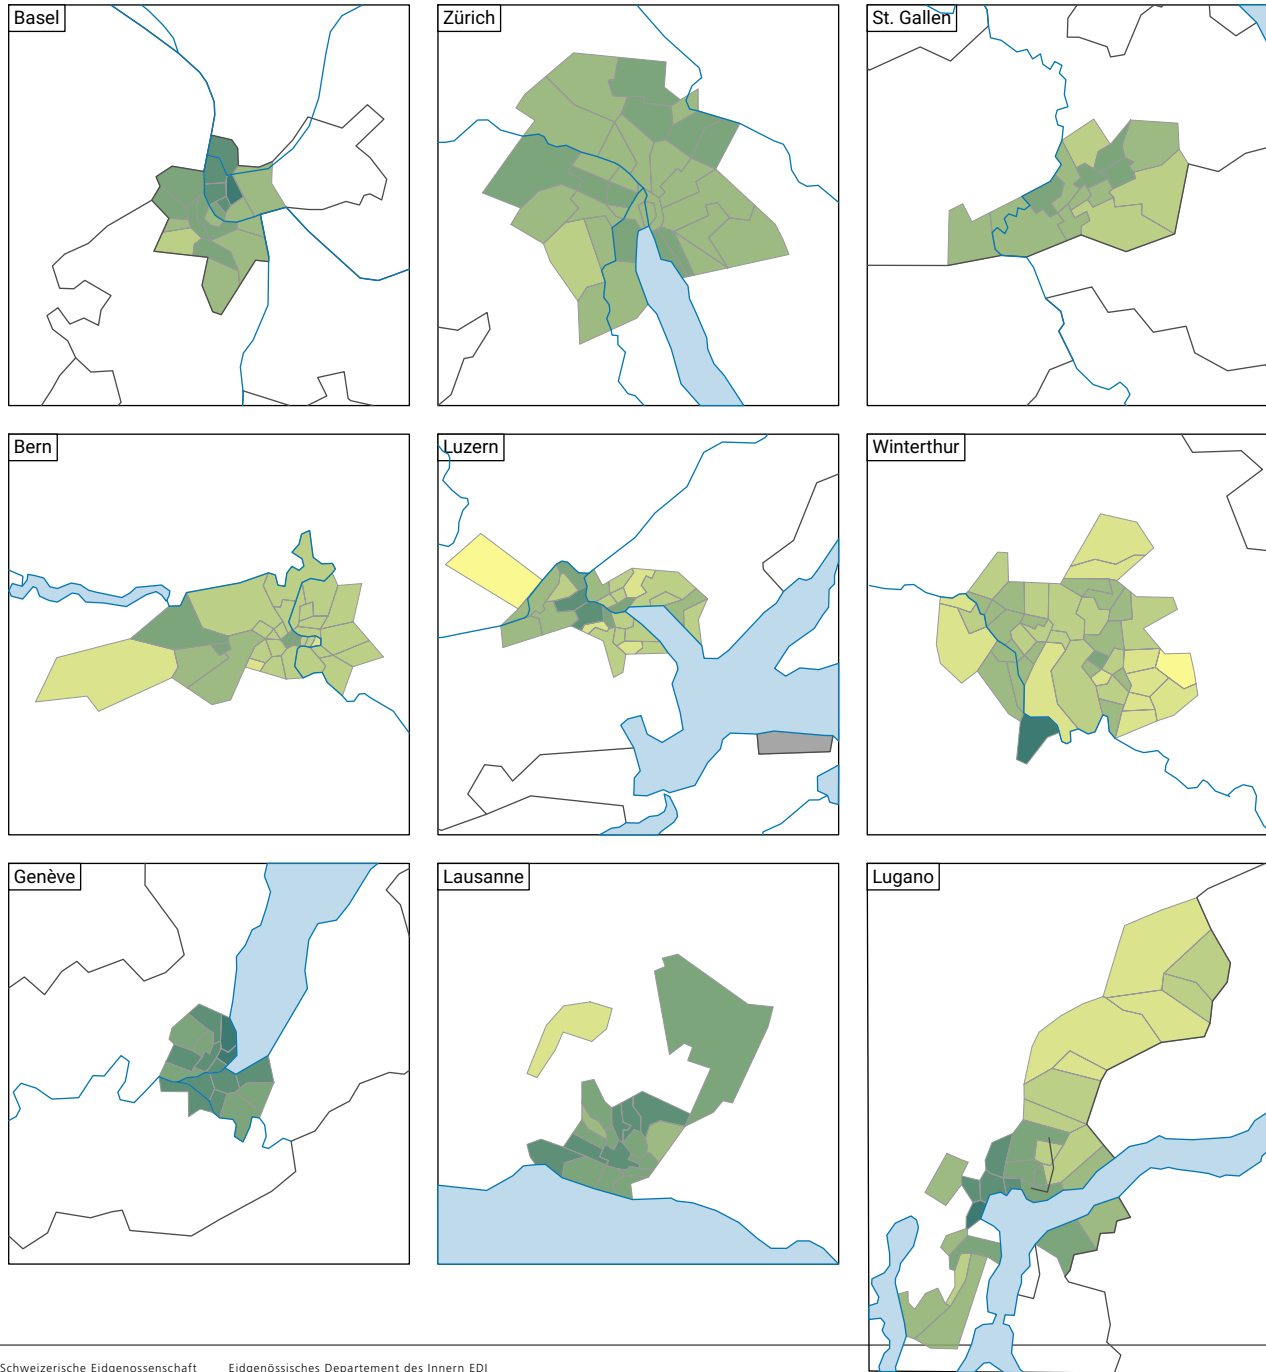 Basel
Zürich
St. Gallen
Bern
Luzern
Winterthur
Genève
Lausanne
Lugano
Schweizerische Eidgenossenschaft Eidgenössisches Departement des Innern EDI